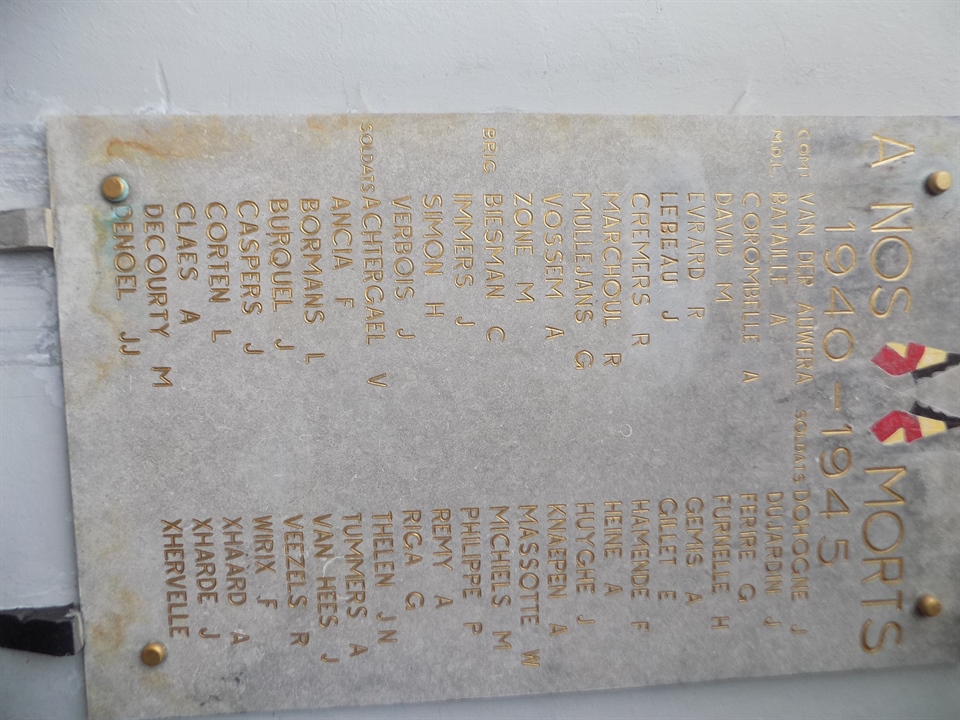 A NOS MORTS
1940-1945
COMT VAN DER AUWERA
M.D.L. BATAILLE A
COROMBELLE A
DAVID M
EVRARD R
LEBEAU J
CREMERS R
MARCHOUL R
MULLEJANS G
VOSSEM A
ZONE M
BRIG BIESMAN C
IMMERS J
SIMON H
VERBOIS J
SOLDATS ACHTERGAEL V
ANCIA F
BORMANS L
BURQUEL J
CASPERS J
CORTEN L
CLAES A
DECOURTY M
DENOEL JJ
SOLDATS DOHOGNE J
DUJARDIN J
FERIRE G
FURNELLE H
GEMIS A
GILLET E
HAMENDE F
HEINE A
HUYGHE J
KNAEPEN A
MASSOTTE W
MICHIELS M
PHILIPPE P
REMY A
RIGA G
THELEN JN
TUMMERS A
VAN HEES J
VEEZELS R
WIRIX F
XHAARD A
XHARDE J
XHERVELLE